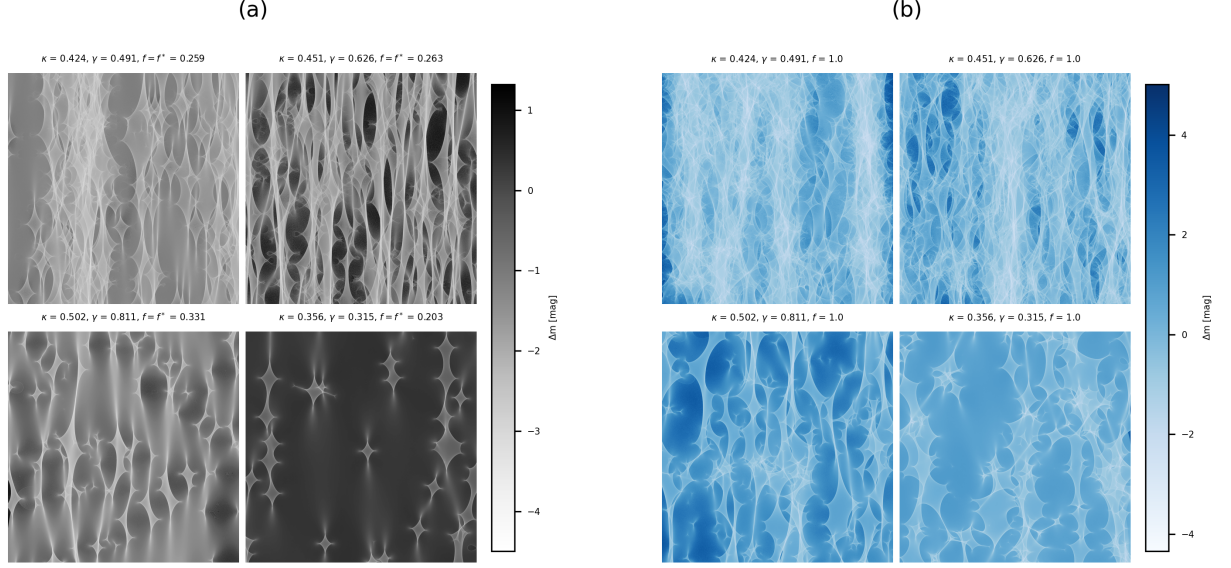 (a)
κ = 0.424, γ = 0.491, f = f* = 0.259
κ = 0.451, γ = 0.626, f = f* = 0.263
κ = 0.502, γ = 0.811, f = f* = 0.331
κ = 0.356, γ = 0.315, f = f* = 0.203
1
0
−1
−2
−3
−4
Δm [mag]
(b)
κ = 0.424, γ = 0.491, f = 1.0
κ = 0.451, γ = 0.626, f = 1.0
κ = 0.502, γ = 0.811, f = 1.0
κ = 0.356, γ = 0.315, f = 1.0
4
2
0
−2
−4
Δm [mag]